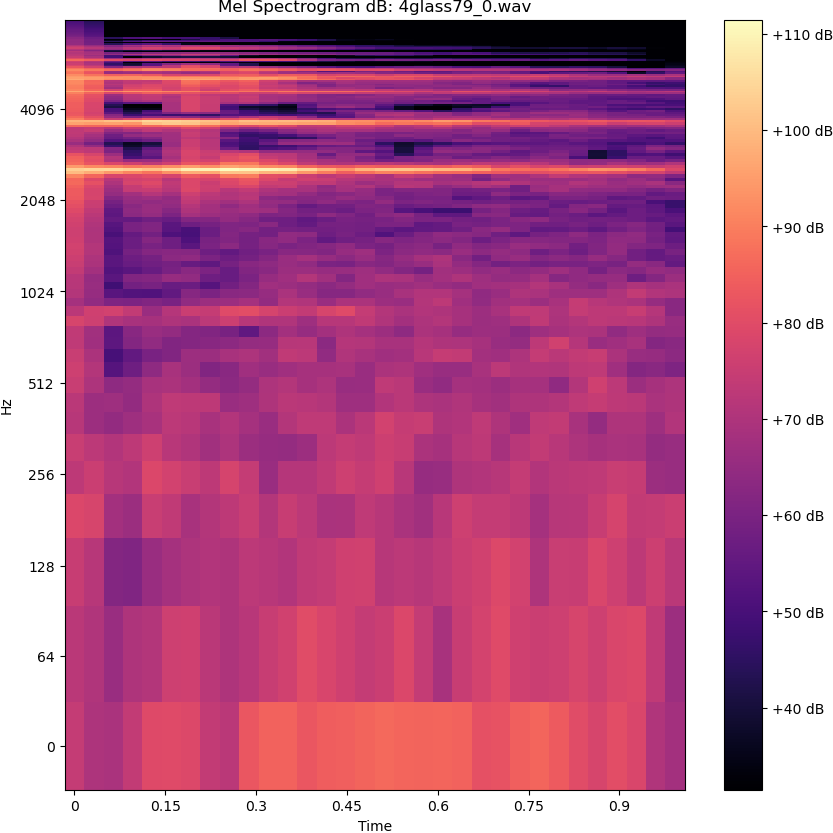 Mel Spectrogram dB: 4glass79_0.wav
+110 dB
4096
+100 dB
2048
+90 dB
1024
+80 dB
512
Hz
+70 dB
256
+60 dB
128
+50 dB
64
+40 dB
0
0 0.15 0.3 0.45 0.6 0.75 0.9
Time